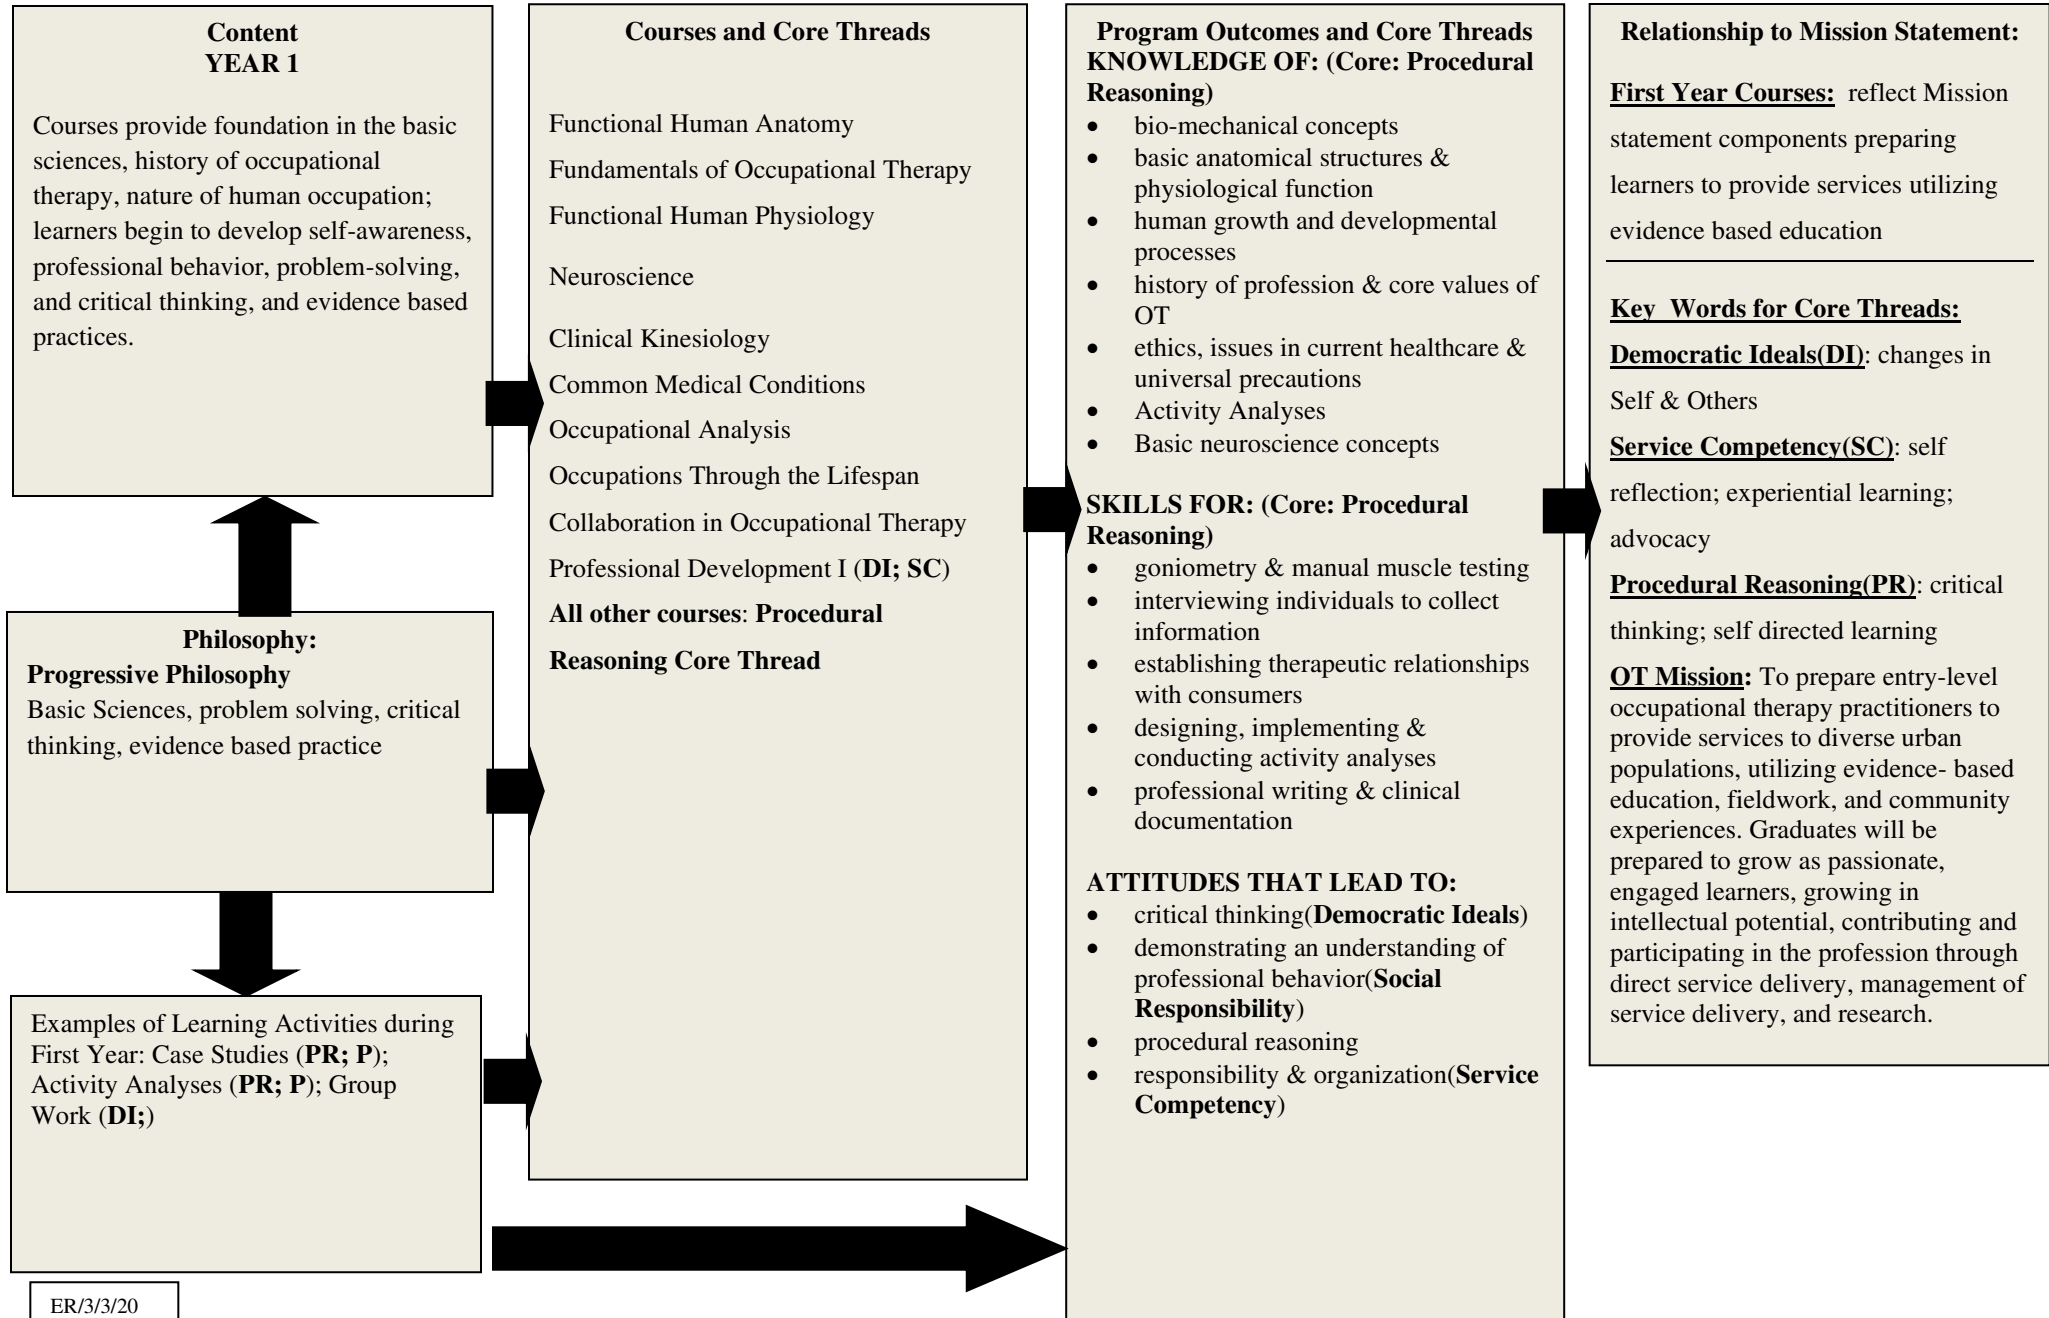 Content
YEAR 1
Courses provide foundation in the basic
sciences, history of occupational
therapy, nature of human occupation;
learners begin to develop self-awareness,
professional behavior, problem-solving,
and critical thinking, and evidence based
practices.
Philosophy:
Progressive Philosophy
Basic Sciences, problem solving, critical
thinking, evidence based practice
Examples of Learning Activities during
First Year: Case Studies (PR; P);
Activity Analyses (PR; P); Group
Work (DI;)
ER/3/3/20
Courses and Core Threads
Functional Human Anatomy
Fundamentals of Occupational Therapy
Functional Human Physiology
Neuroscience
Clinical Kinesiology
Common Medical Conditions
Occupational Analysis
Occupations Through the Lifespan
Collaboration in Occupational Therapy
Professional Development I (DI; SC)
All other courses: Procedural
Reasoning Core Thread
Program Outcomes and Core Threads
KNOWLEDGE OF: (Core: Procedural
Reasoning)
• bio-mechanical concepts
• basic anatomical structures &
physiological function
• human growth and developmental
processes
• history of profession & core values of
OT
• ethics, issues in current healthcare &
universal precautions
• Activity Analyses
• Basic neuroscience concepts
SKILLS FOR: (Core: Procedural
Reasoning)
• goniometry & manual muscle testing
• interviewing individuals to collect
information
• establishing therapeutic relationships
with consumers
• designing, implementing &
conducting activity analyses
• professional writing & clinical
documentation
ATTITUDES THAT LEAD TO:
• critical thinking(Democratic Ideals)
• demonstrating an understanding of
professional behavior(Social
Responsibility)
• procedural reasoning
• responsibility & organization(Service
Competency)
Relationship to Mission Statement:
First Year Courses: reflect Mission
statement components preparing
learners to provide services utilizing
evidence based education
Key Words for Core Threads:
Democratic Ideals(DI): changes in
Self & Others
Service Competency(SC): self
reflection; experiential learning;
advocacy
Procedural Reasoning(PR): critical
thinking; self directed learning
OT Mission: To prepare entry-level
occupational therapy practitioners to
provide services to diverse urban
populations, utilizing evidence- based
education, fieldwork, and community
experiences. Graduates will be
prepared to grow as passionate,
engaged learners, growing in
intellectual potential, contributing and
participating in the profession through
direct service delivery, management of
service delivery, and research.